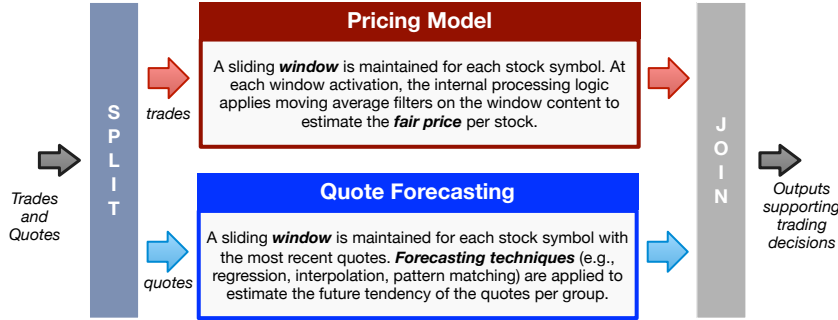 Pricing Model
A sliding window is maintained for each stock symbol. At
each window activation, the internal processing logic
applies moving average filters on the window content to
estimate the fair price per stock.
trades
SPLIT
JOIN
Trades
and
Quotes
Outputs
supporting
trading
decisions
Quote Forecasting
A sliding window is maintained for each stock symbol with
the most recent quotes. Forecasting techniques (e.g.,
regression, interpolation, pattern matching) are applied to
estimate the future tendency of the quotes per group.
quotes